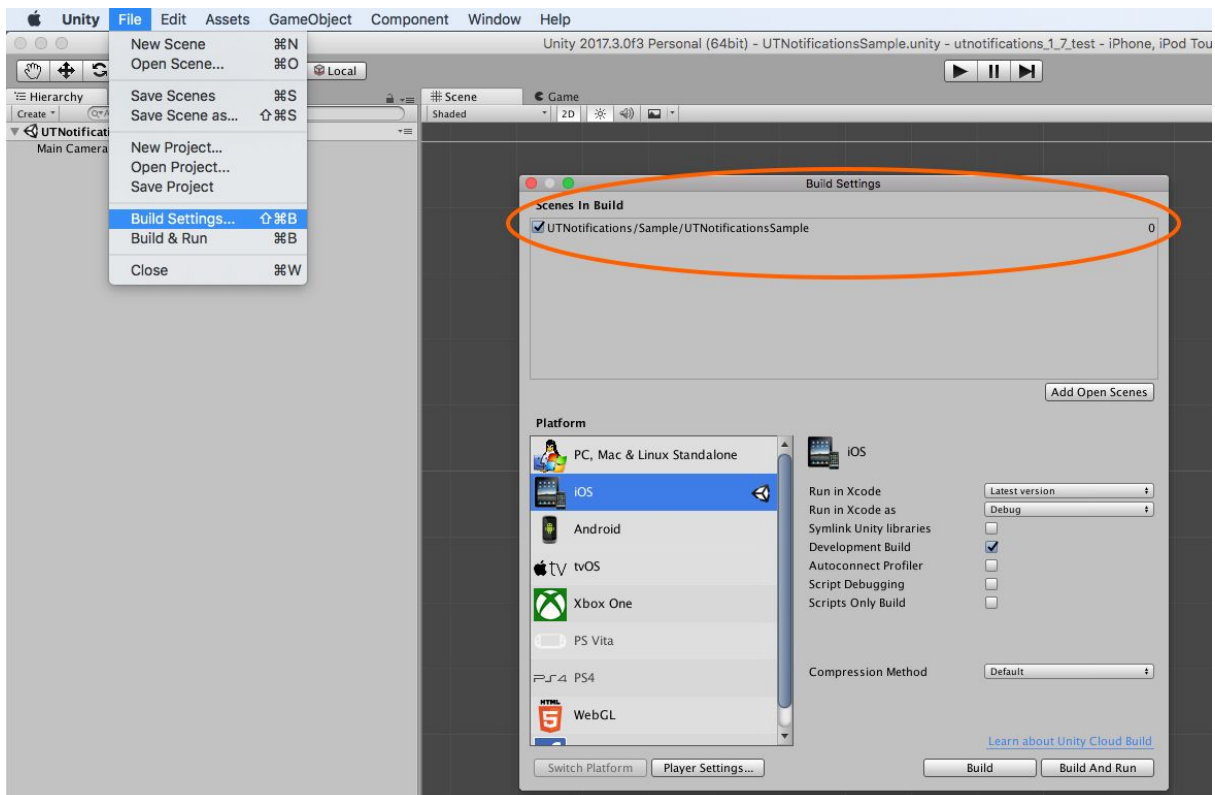 Unity File Edit Assets GameObject Component Window Help
Unity 2017.3.0f3 Personal (64bit) - UTNotificationsSample.unity - utnotifications_1_7_test - iPhone, iPod Tou
New Scene ⌘N
Open Scene... ⌘O
Save Scenes ⌘S
Save Scene as... ⇧⌘S
New Project...
Open Project...
Save Project
Build Settings... ⇧⌘B
Build & Run ⌘B
Close ⌘W
Local
Hierarchy
Create
UTNotificati
Main Camera
Scene Game
Shaded 2D
Build Settings
Scenes In Build
UTNotifications/Sample/UTNotificationsSample 0
Add Open Scenes
Platform
PC, Mac & Linux Standalone
iOS
Android
tv tvOS
Xbox One
PS Vita
PS4 PS4
HTML 5 WebGL
iOS
Run in Xcode Latest version
Run in Xcode as Debug
Symlink Unity libraries
Development Build
Autoconnect Profiler
Script Debugging
Scripts Only Build
Compression Method Default
Learn about Unity Cloud Build
Switch Platform Player Settings... Build Build And Run